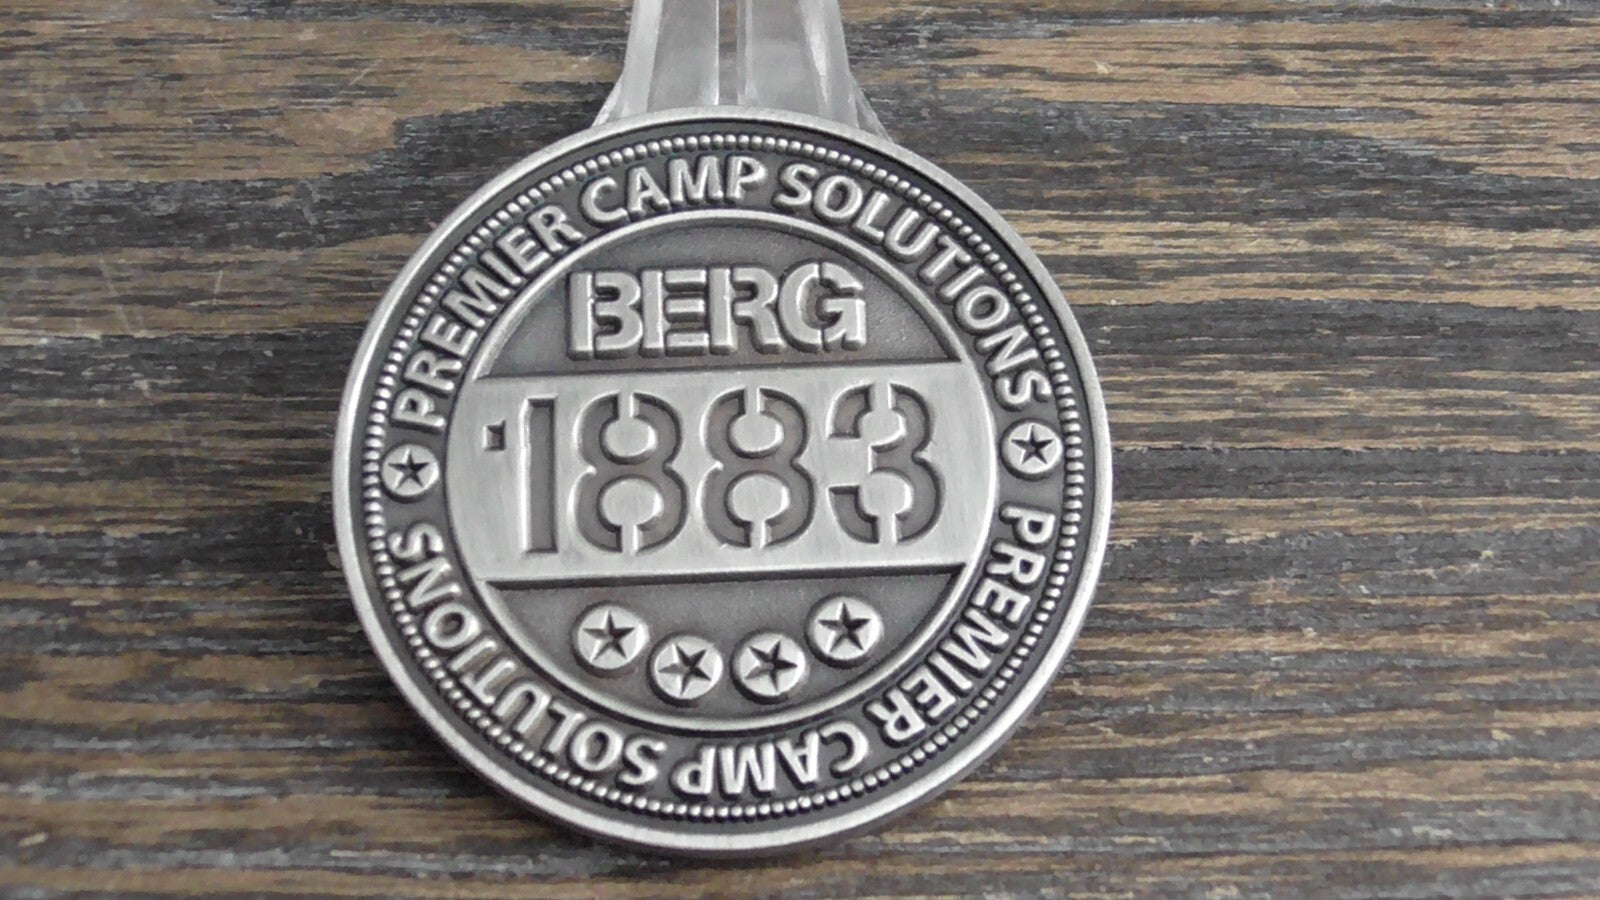 PREMIER CAMP SOLUTIONS
BERG
1883
PREMIER CAMP SOLUTIONS